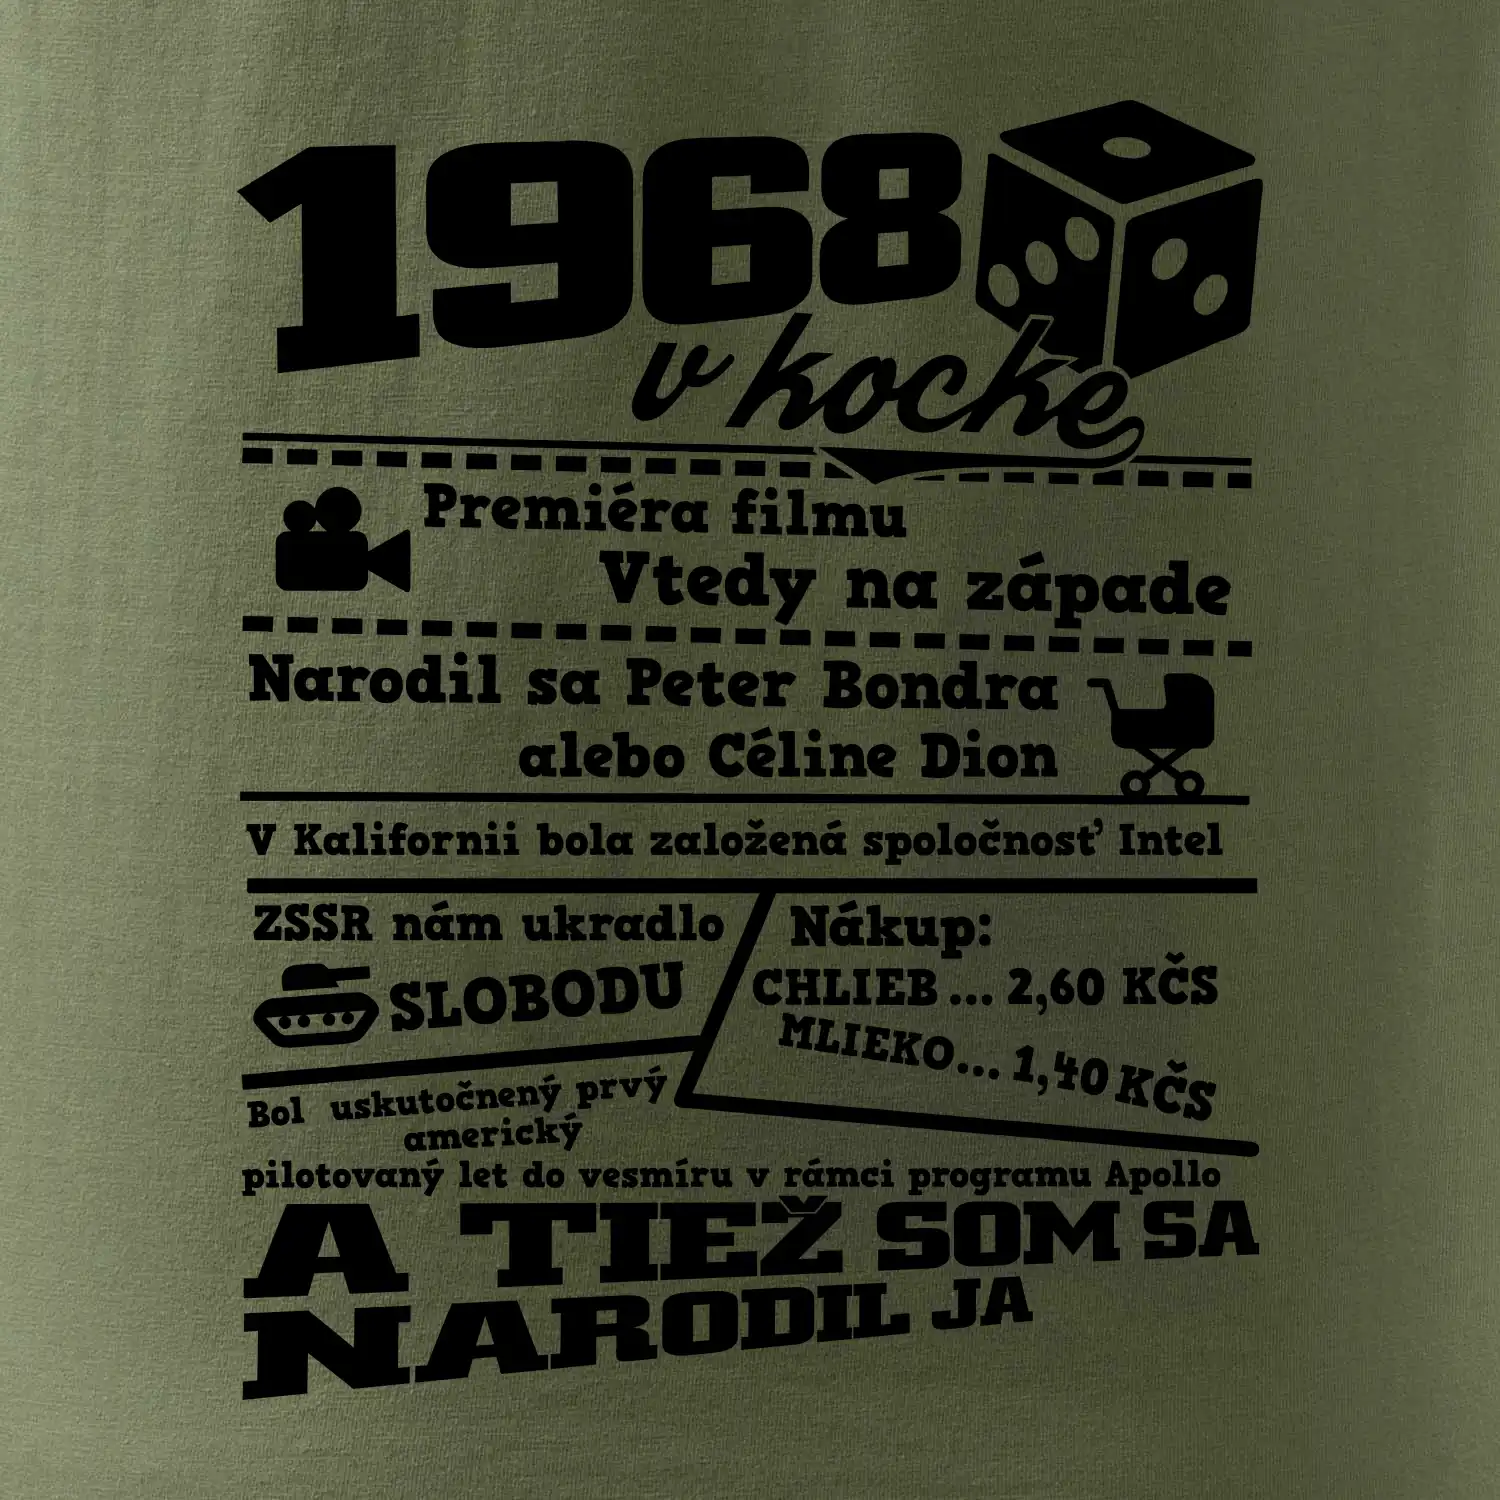 1968
v kocke
Premiéra filmu
Vtedy na západe
Narodil sa Peter Bondra
alebo Céline Dion
V Kalifornii bola založená spoločnosť Intel
ZSSR nám ukradlo
SLOBODU
Nákup:
CHLIEB... 2,60 KČS
MLIEKO... 1,40 KČS
Bol uskutočnený prvý
americký
pilotovaný let do vesmíru v rámci programu Apollo
A TIEŽ SOM SA
NARODIL JA